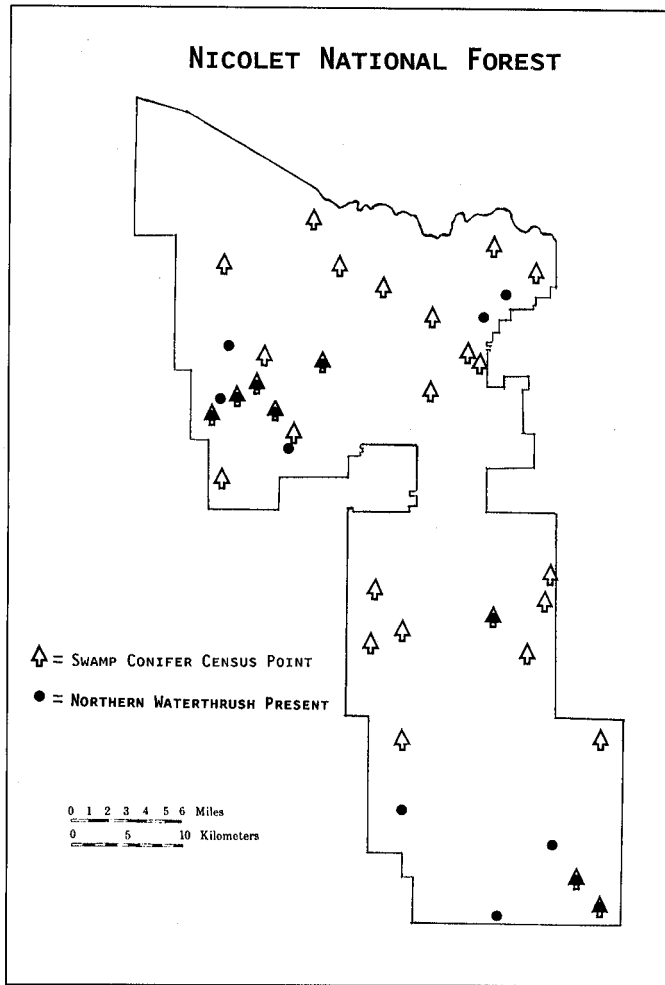 NICOLET NATIONAL FOREST
= SWAMP CONIFER CENSUS POINT
= NORTHERN WATERTHRUSH PRESENT
0 1 2 3 4 5 6 Miles
0 5 10 Kilometers